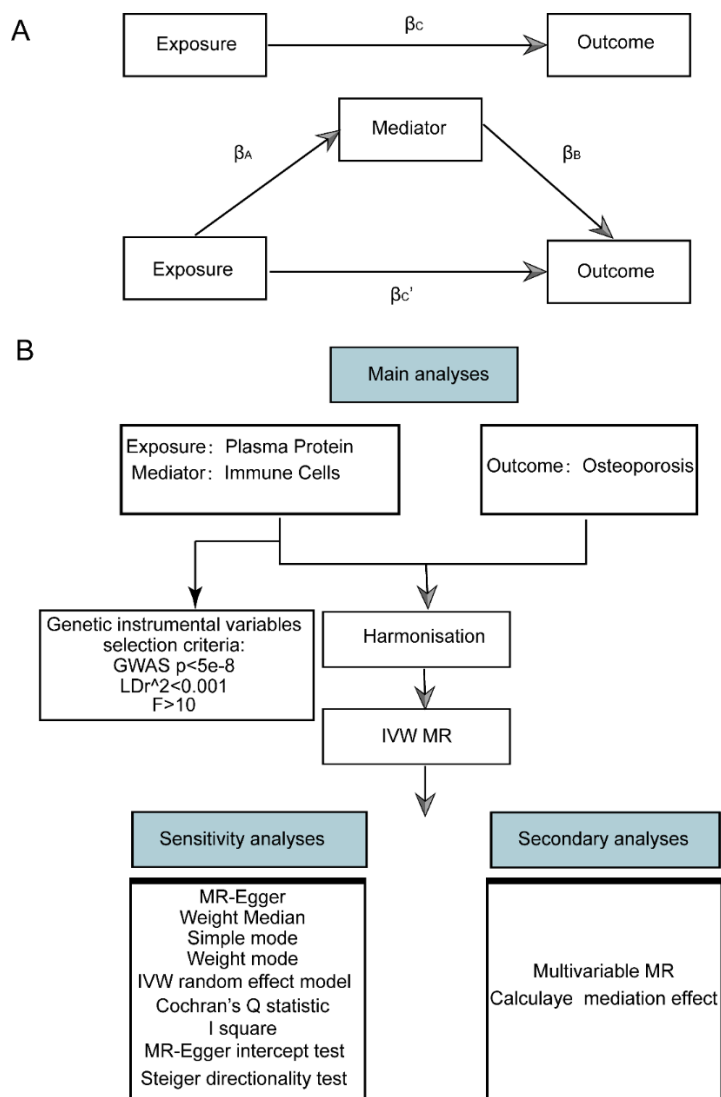 A
Exposure
βC
Outcome
Mediator
βA
βB
Exposure
Outcome
βC'
B
Main analyses
Exposure: Plasma Protein
Mediator: Immune Cells
Outcome: Osteoporosis
Genetic instrumental variables
selection criteria:
GWAS p<5e-8
LDr^2<0.001
F>10
Harmonisation
IVW MR
Sensitivity analyses
Secondary analyses
MR-Egger
Weight Median
Simple mode
Weight mode
IVW random effect model
Cochran's Q statistic
I square
MR-Egger intercept test
Steiger directionality test
Multivariable MR
Calculaye mediation effect